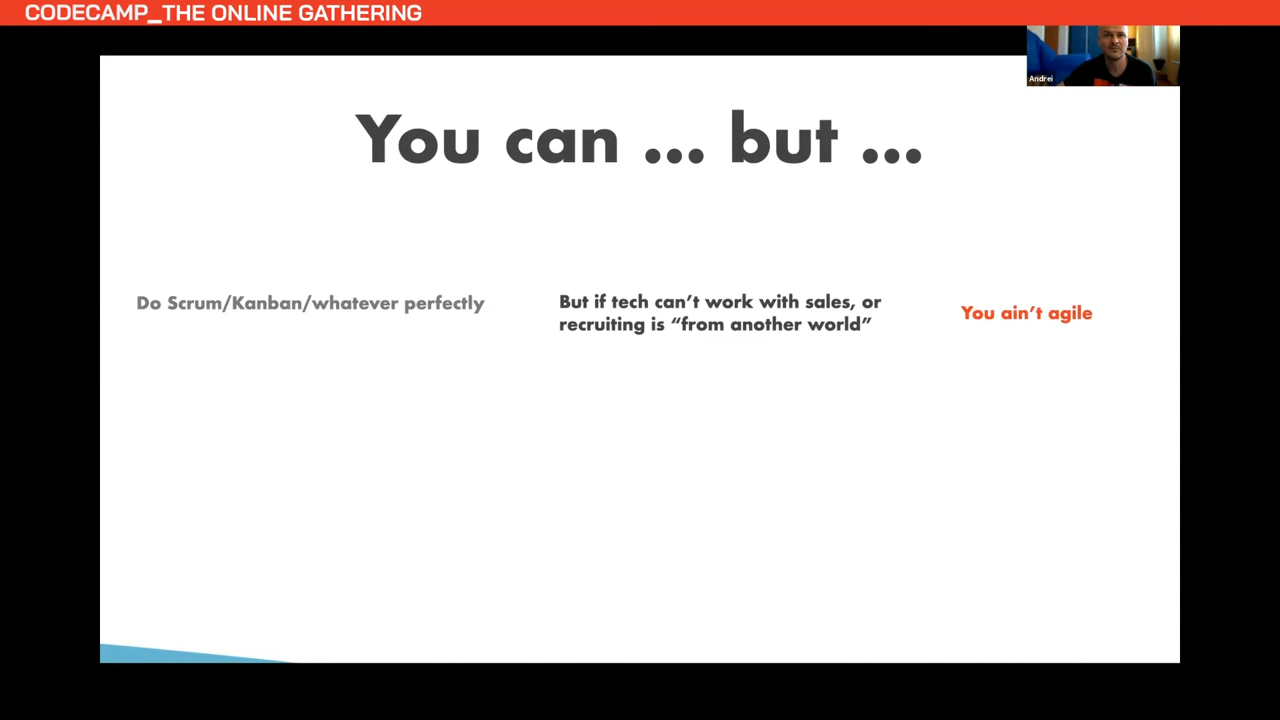 CODECAMP_THE ONLINE GATHERING
Andrei
You can ... but ...
Do Scrum/Kanban/whatever perfectly
But if tech can’t work with sales, or
recruiting is “from another world”
You ain’t agile